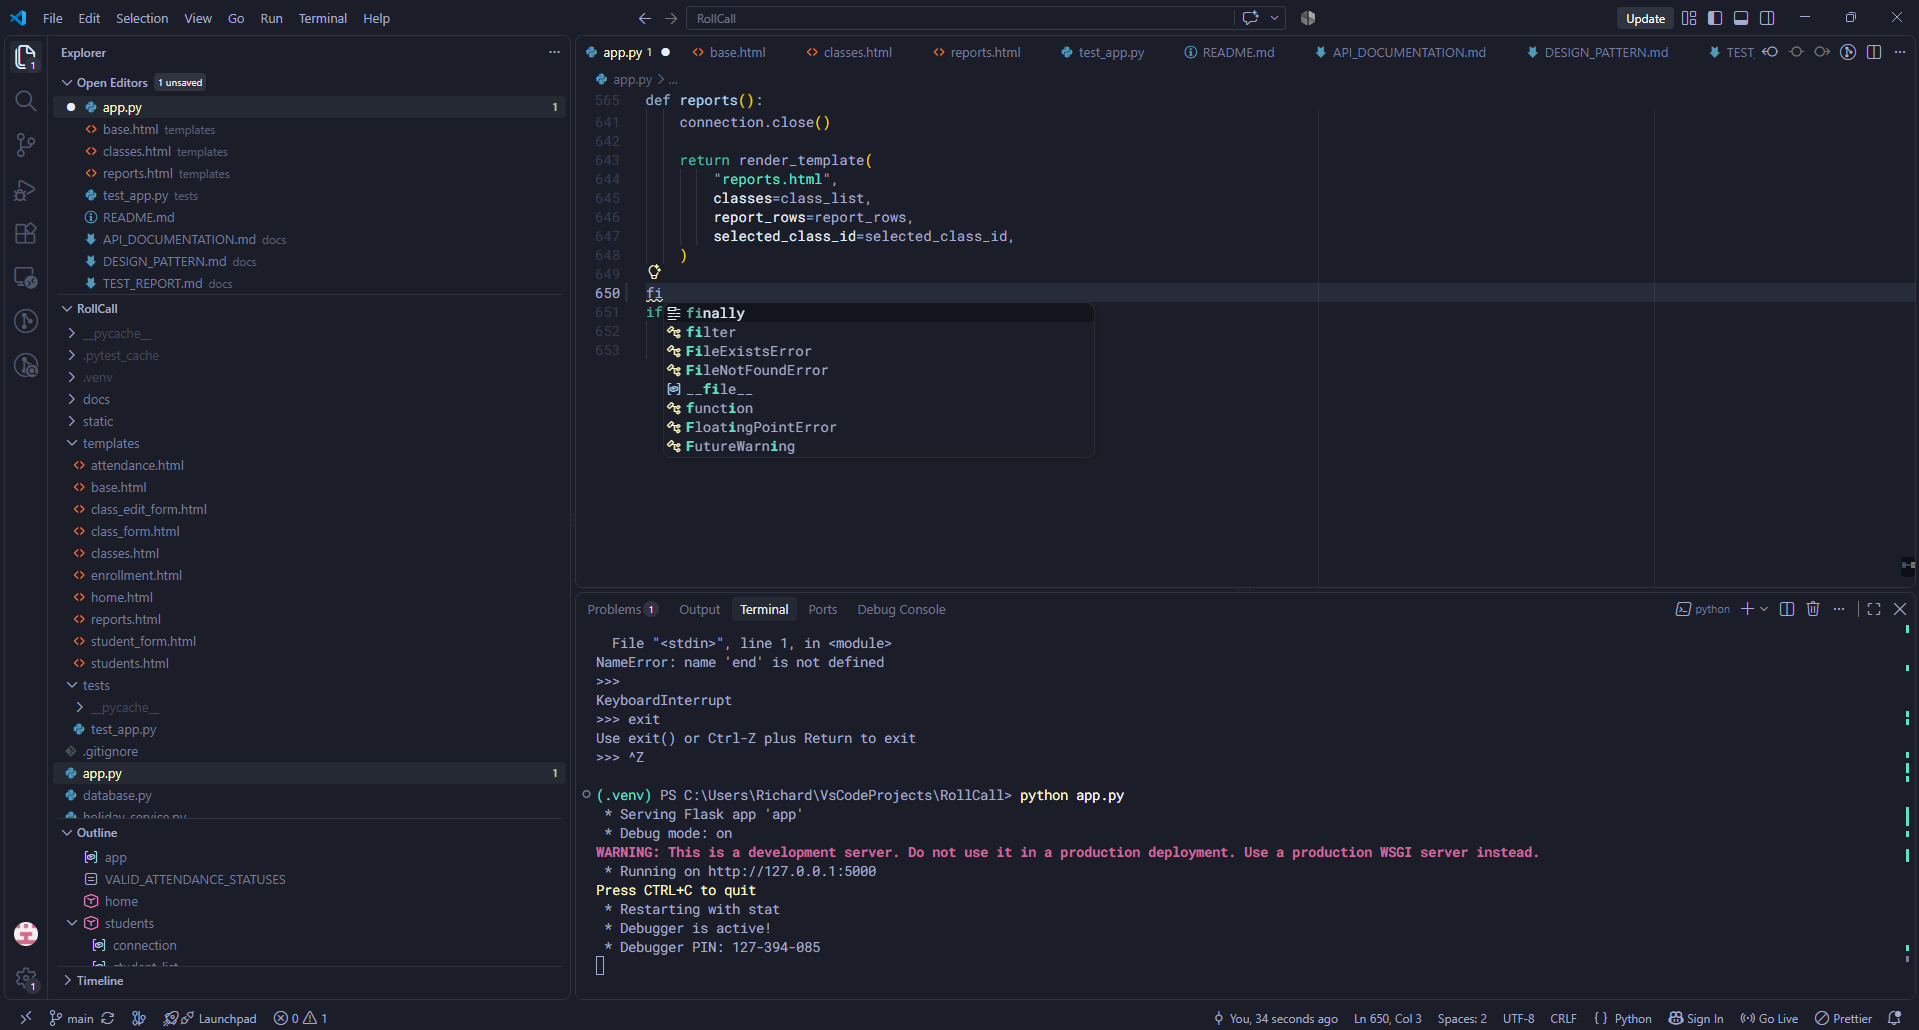 File Edit Selection View Go Run Terminal Help
RollCall
Update
Explorer
Open Editors 1 unsaved
app.py 1
base.html templates
classes.html templates
reports.html templates
test_app.py tests
README.md
API_DOCUMENTATION.md docs
DESIGN_PATTERN.md docs
TEST_REPORT.md docs
RollCall
__pycache__
.pytest_cache
.venv
docs
static
templates
attendance.html
base.html
class_edit_form.html
class_form.html
classes.html
enrollment.html
home.html
reports.html
student_form.html
students.html
tests
__pycache__
test_app.py
.gitignore
app.py 1
database.py
holiday_service.py
Outline
app
VALID_ATTENDANCE_STATUSES
home
students
connection
student_list
Timeline
1
1
app.py 1 base.html classes.html reports.html test_app.py README.md API_DOCUMENTATION.md DESIGN_PATTERN.md TEST_
app.py > ...
565 def reports():
641 connection.close()
642
643 return render_template(
644 "reports.html",
645 classes=class_list,
646 report_rows=report_rows,
647 selected_class_id=selected_class_id,
648 )
649
650 fi
651 if
652
653
finally
filter
FileExistsError
FileNotFoundError
__file__
function
FloatingPointError
FutureWarning
Problems 1 Output Terminal Ports Debug Console
python
File "<stdin>", line 1, in <module>
NameError: name 'end' is not defined
>>>
KeyboardInterrupt
>>> exit
Use exit() or Ctrl-Z plus Return to exit
>>> ^Z
(.venv) PS C:\Users\Richard\VsCodeProjects\RollCall> python app.py
* Serving Flask app 'app'
* Debug mode: on
WARNING: This is a development server. Do not use it in a production deployment. Use a production WSGI server instead.
* Running on http://127.0.0.1:5000
Press CTRL+C to quit
* Restarting with stat
* Debugger is active!
* Debugger PIN: 127-394-085
main Launchpad 0 1
You, 34 seconds ago Ln 650, Col 3 Spaces: 2 UTF-8 CRLF { } Python Sign In Go Live Prettier